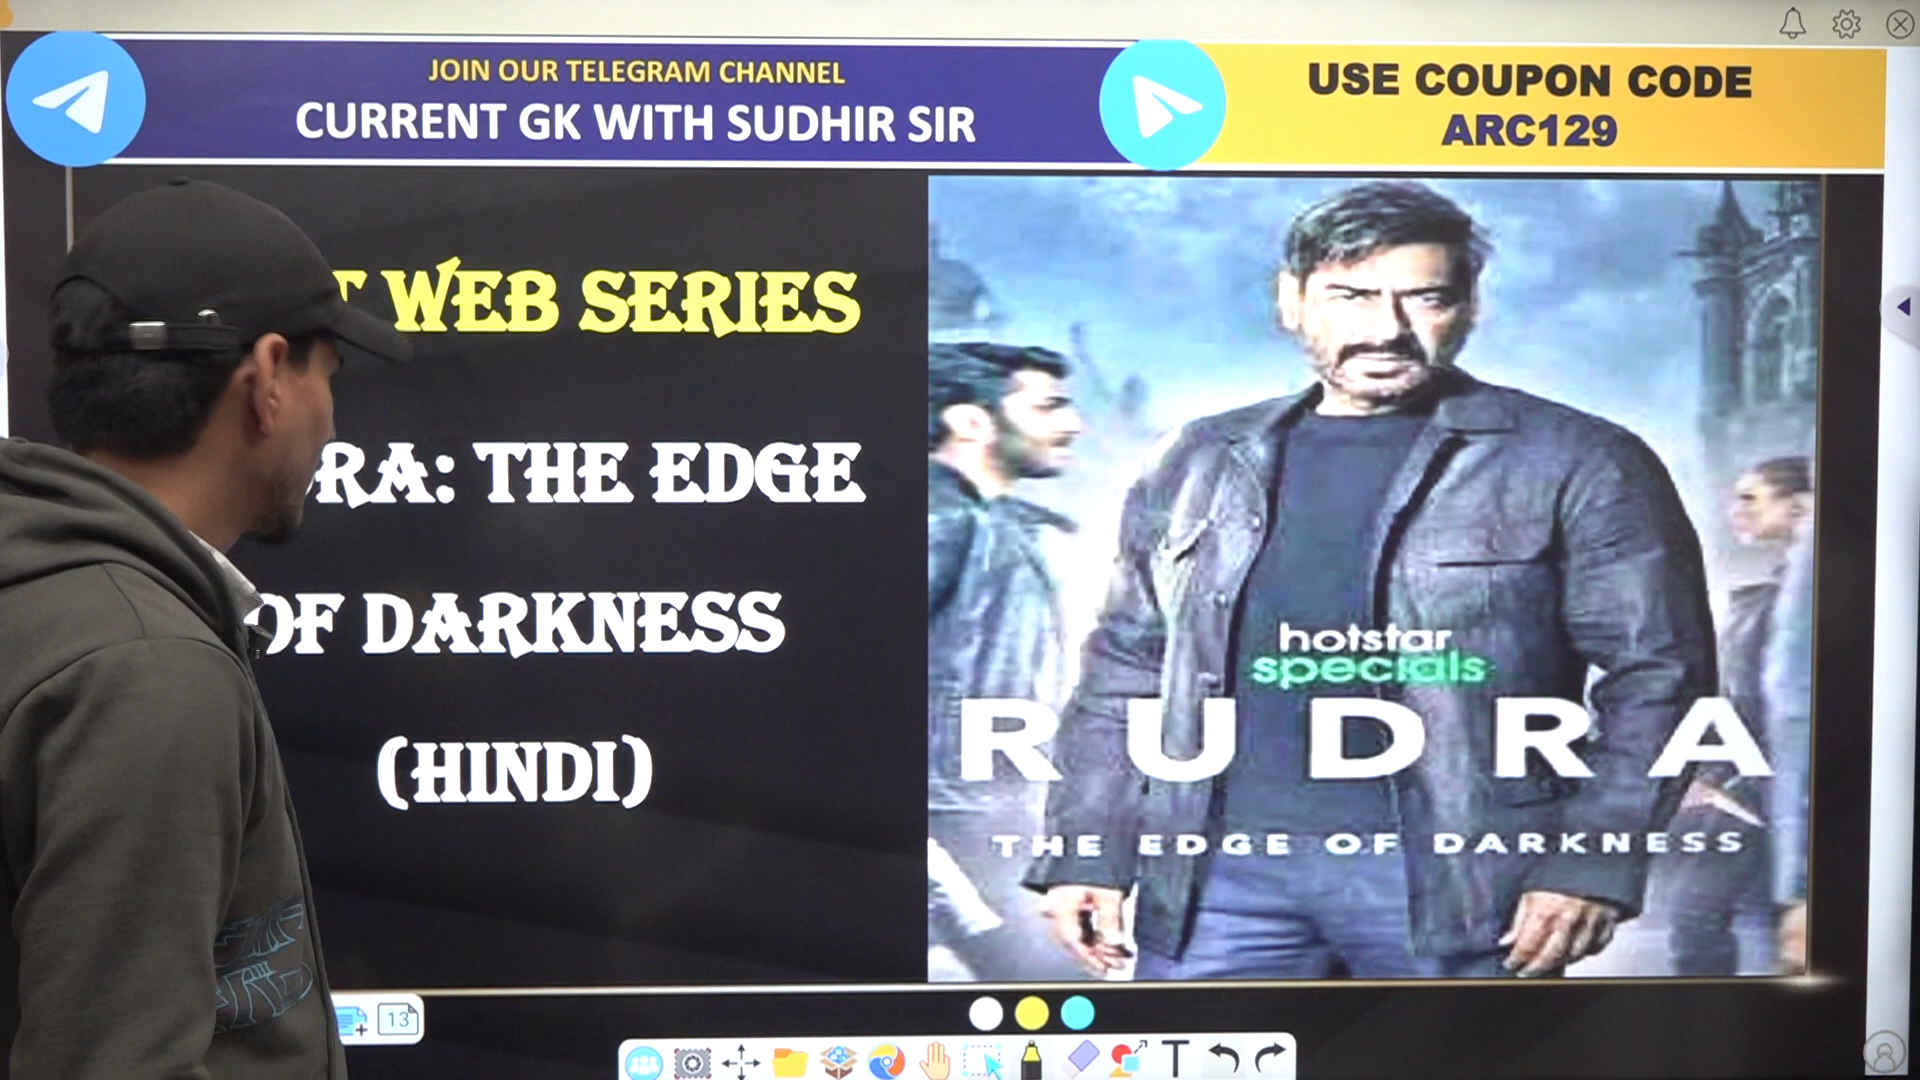 JOIN OUR TELEGRAM CHANNEL
CURRENT GK WITH SUDHIR SIR
USE COUPON CODE
ARC129
WEB SERIES
RA: THE EDGE
OF DARKNESS
(HINDI)
hotstar
specials
RUDRA
THE EDGE OF DARKNESS
13
T